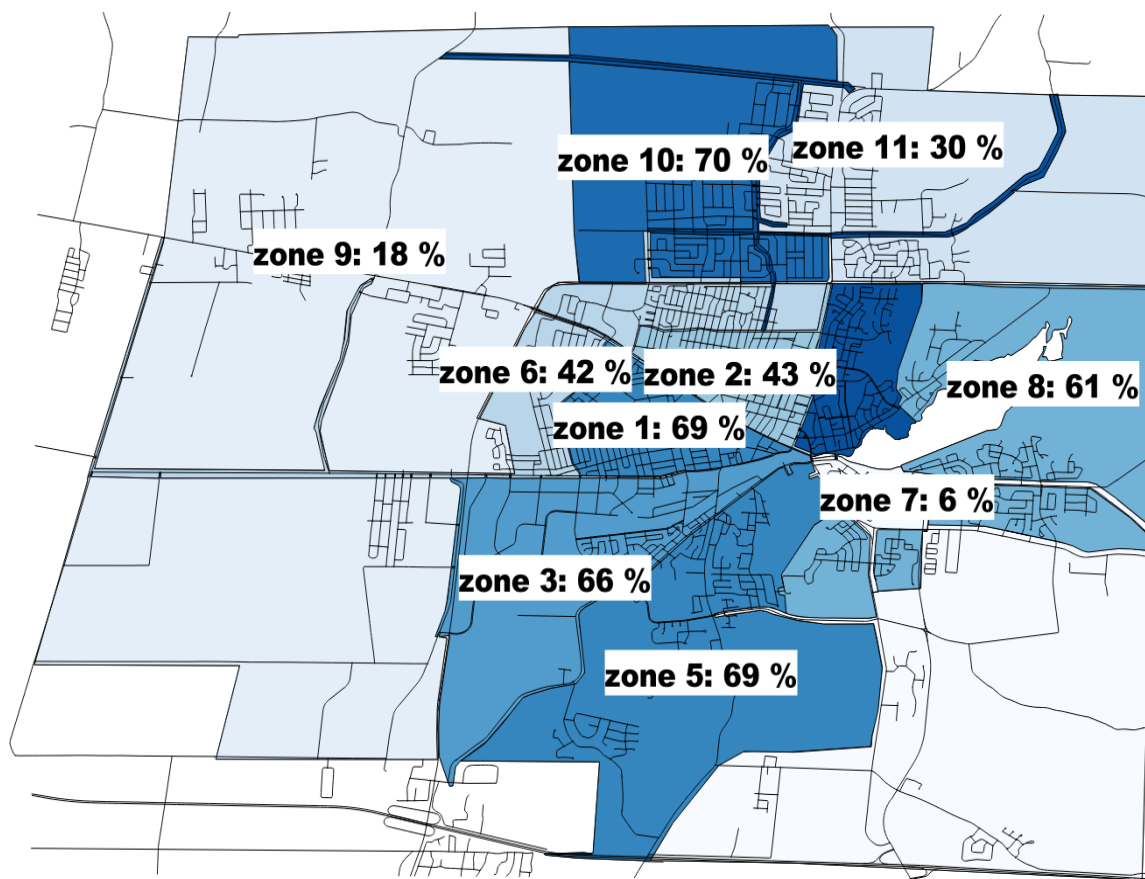 zone 10: 70 %
zone 11: 30 %
zone 9: 18 %
zone 6: 42 %
zone 2: 43 %
zone 8: 61 %
zone 1: 69 %
zone 7: 6 %
zone 3: 66 %
zone 5: 69 %